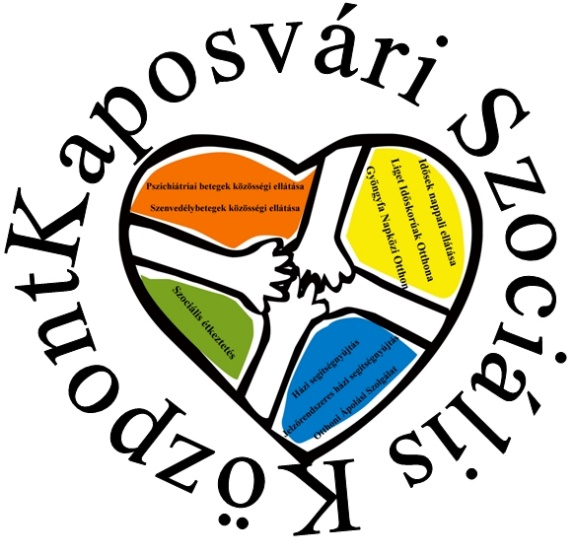 Kaposvári Szociális Központ
Pszichiátriai betegek közösségi ellátása
Szenvedélybetegek közösségi ellátása
Idősek nappali ellátása
Liget Időskorúak Otthona
Gyöngyfa Napközi Otthon
Szociális étkeztetés
Házi segítségnyújtás
Jelzőrendszeres házi segítségnyújtás
Otthoni Ápolási Szolgálat